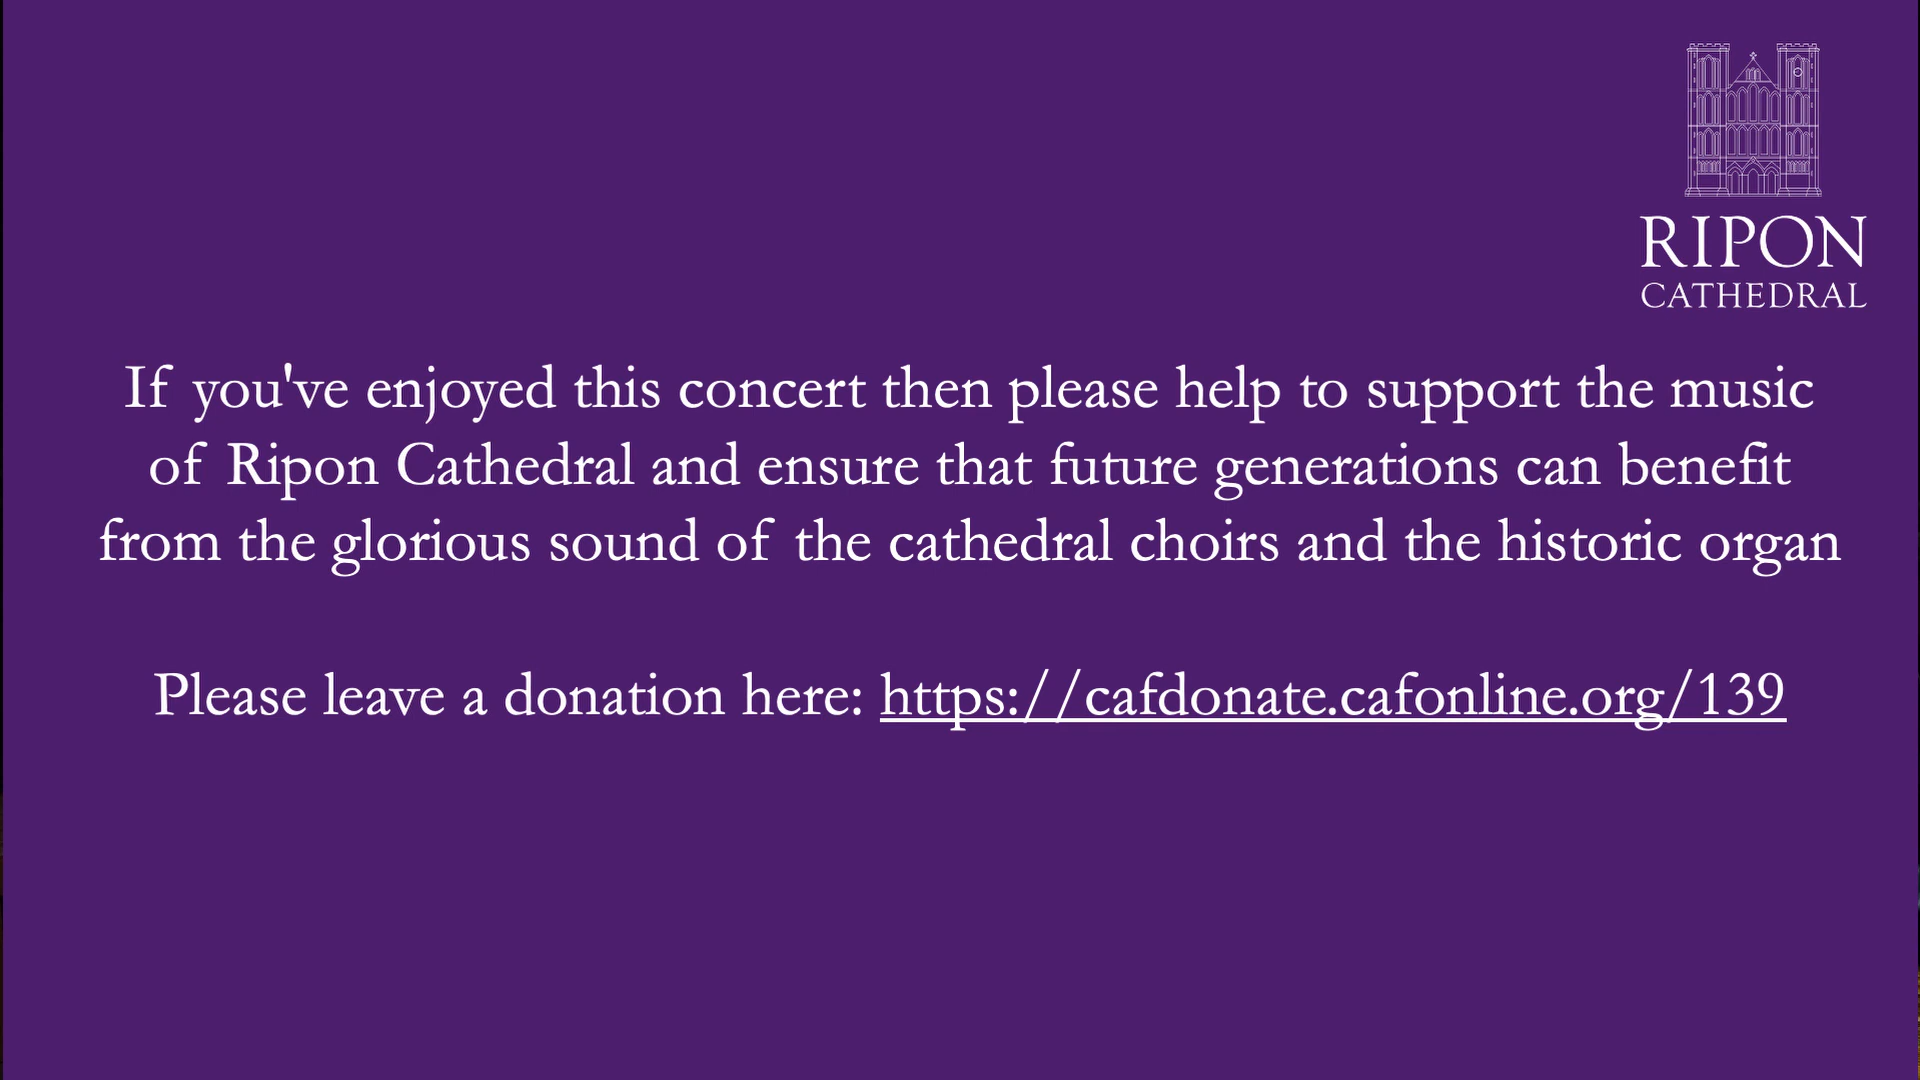 RIPON
CATHEDRAL
If you've enjoyed this concert then please help to support the music
of Ripon Cathedral and ensure that future generations can benefit
from the glorious sound of the cathedral choirs and the historic organ
Please leave a donation here: https://cafdonate.cafonline.org/139